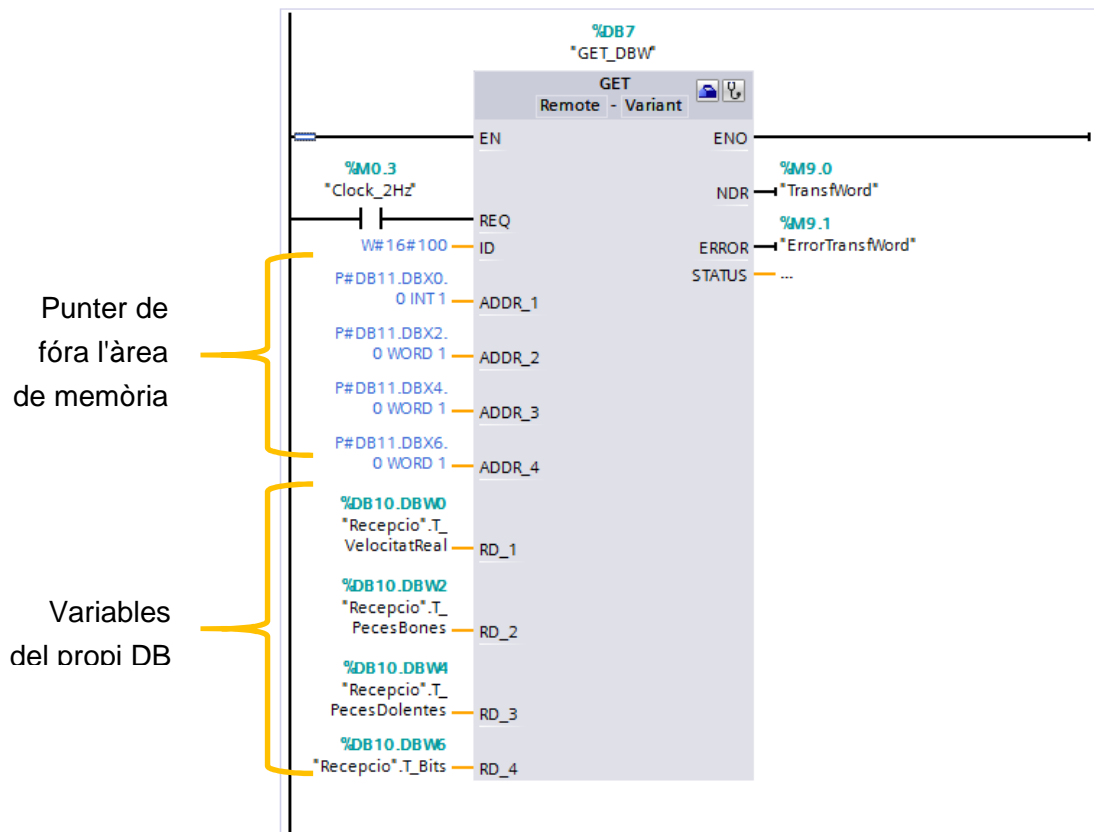 %DB7
"GET_DBW"
GET
Remote - Variant
EN
ENO
%M0.3
"Clock_2Hz"
REQ
%M9.0
NDR
"TransfWord"
W#16#100
ID
%M9.1
ERROR
"ErrorTransfWord"
STATUS
...
P#DB11.DBX0.
0 INT 1
ADDR_1
P#DB11.DBX2.
0 WORD 1
ADDR_2
P#DB11.DBX4.
0 WORD 1
ADDR_3
P#DB11.DBX6.
0 WORD 1
ADDR_4
Punter de
fóra l'àrea
de memòria
%DB10.DBW0
"Recepcio".T_
VelocitatReal
RD_1
%DB10.DBW2
"Recepcio".T_
PecesBones
RD_2
%DB10.DBW4
"Recepcio".T_
PecesDolentes
RD_3
%DB10.DBW6
"Recepcio".T_Bits
RD_4
Variables
del propi DB